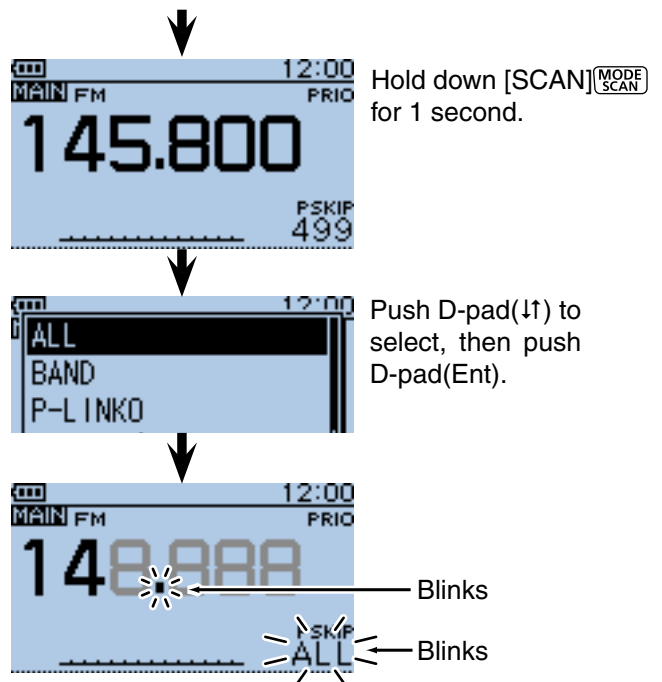 12:00
MAIN FM PRIO
145.800
PSKIP
499
Hold down [SCAN] MODE SCAN
for 1 second.
12:00
ALL
BAND
P-LINK0
Push D-pad(↓↑) to
select, then push
D-pad(Ent).
12:00
MAIN FM PRIO
148.888
Blinks
PSKIP
ALL
Blinks